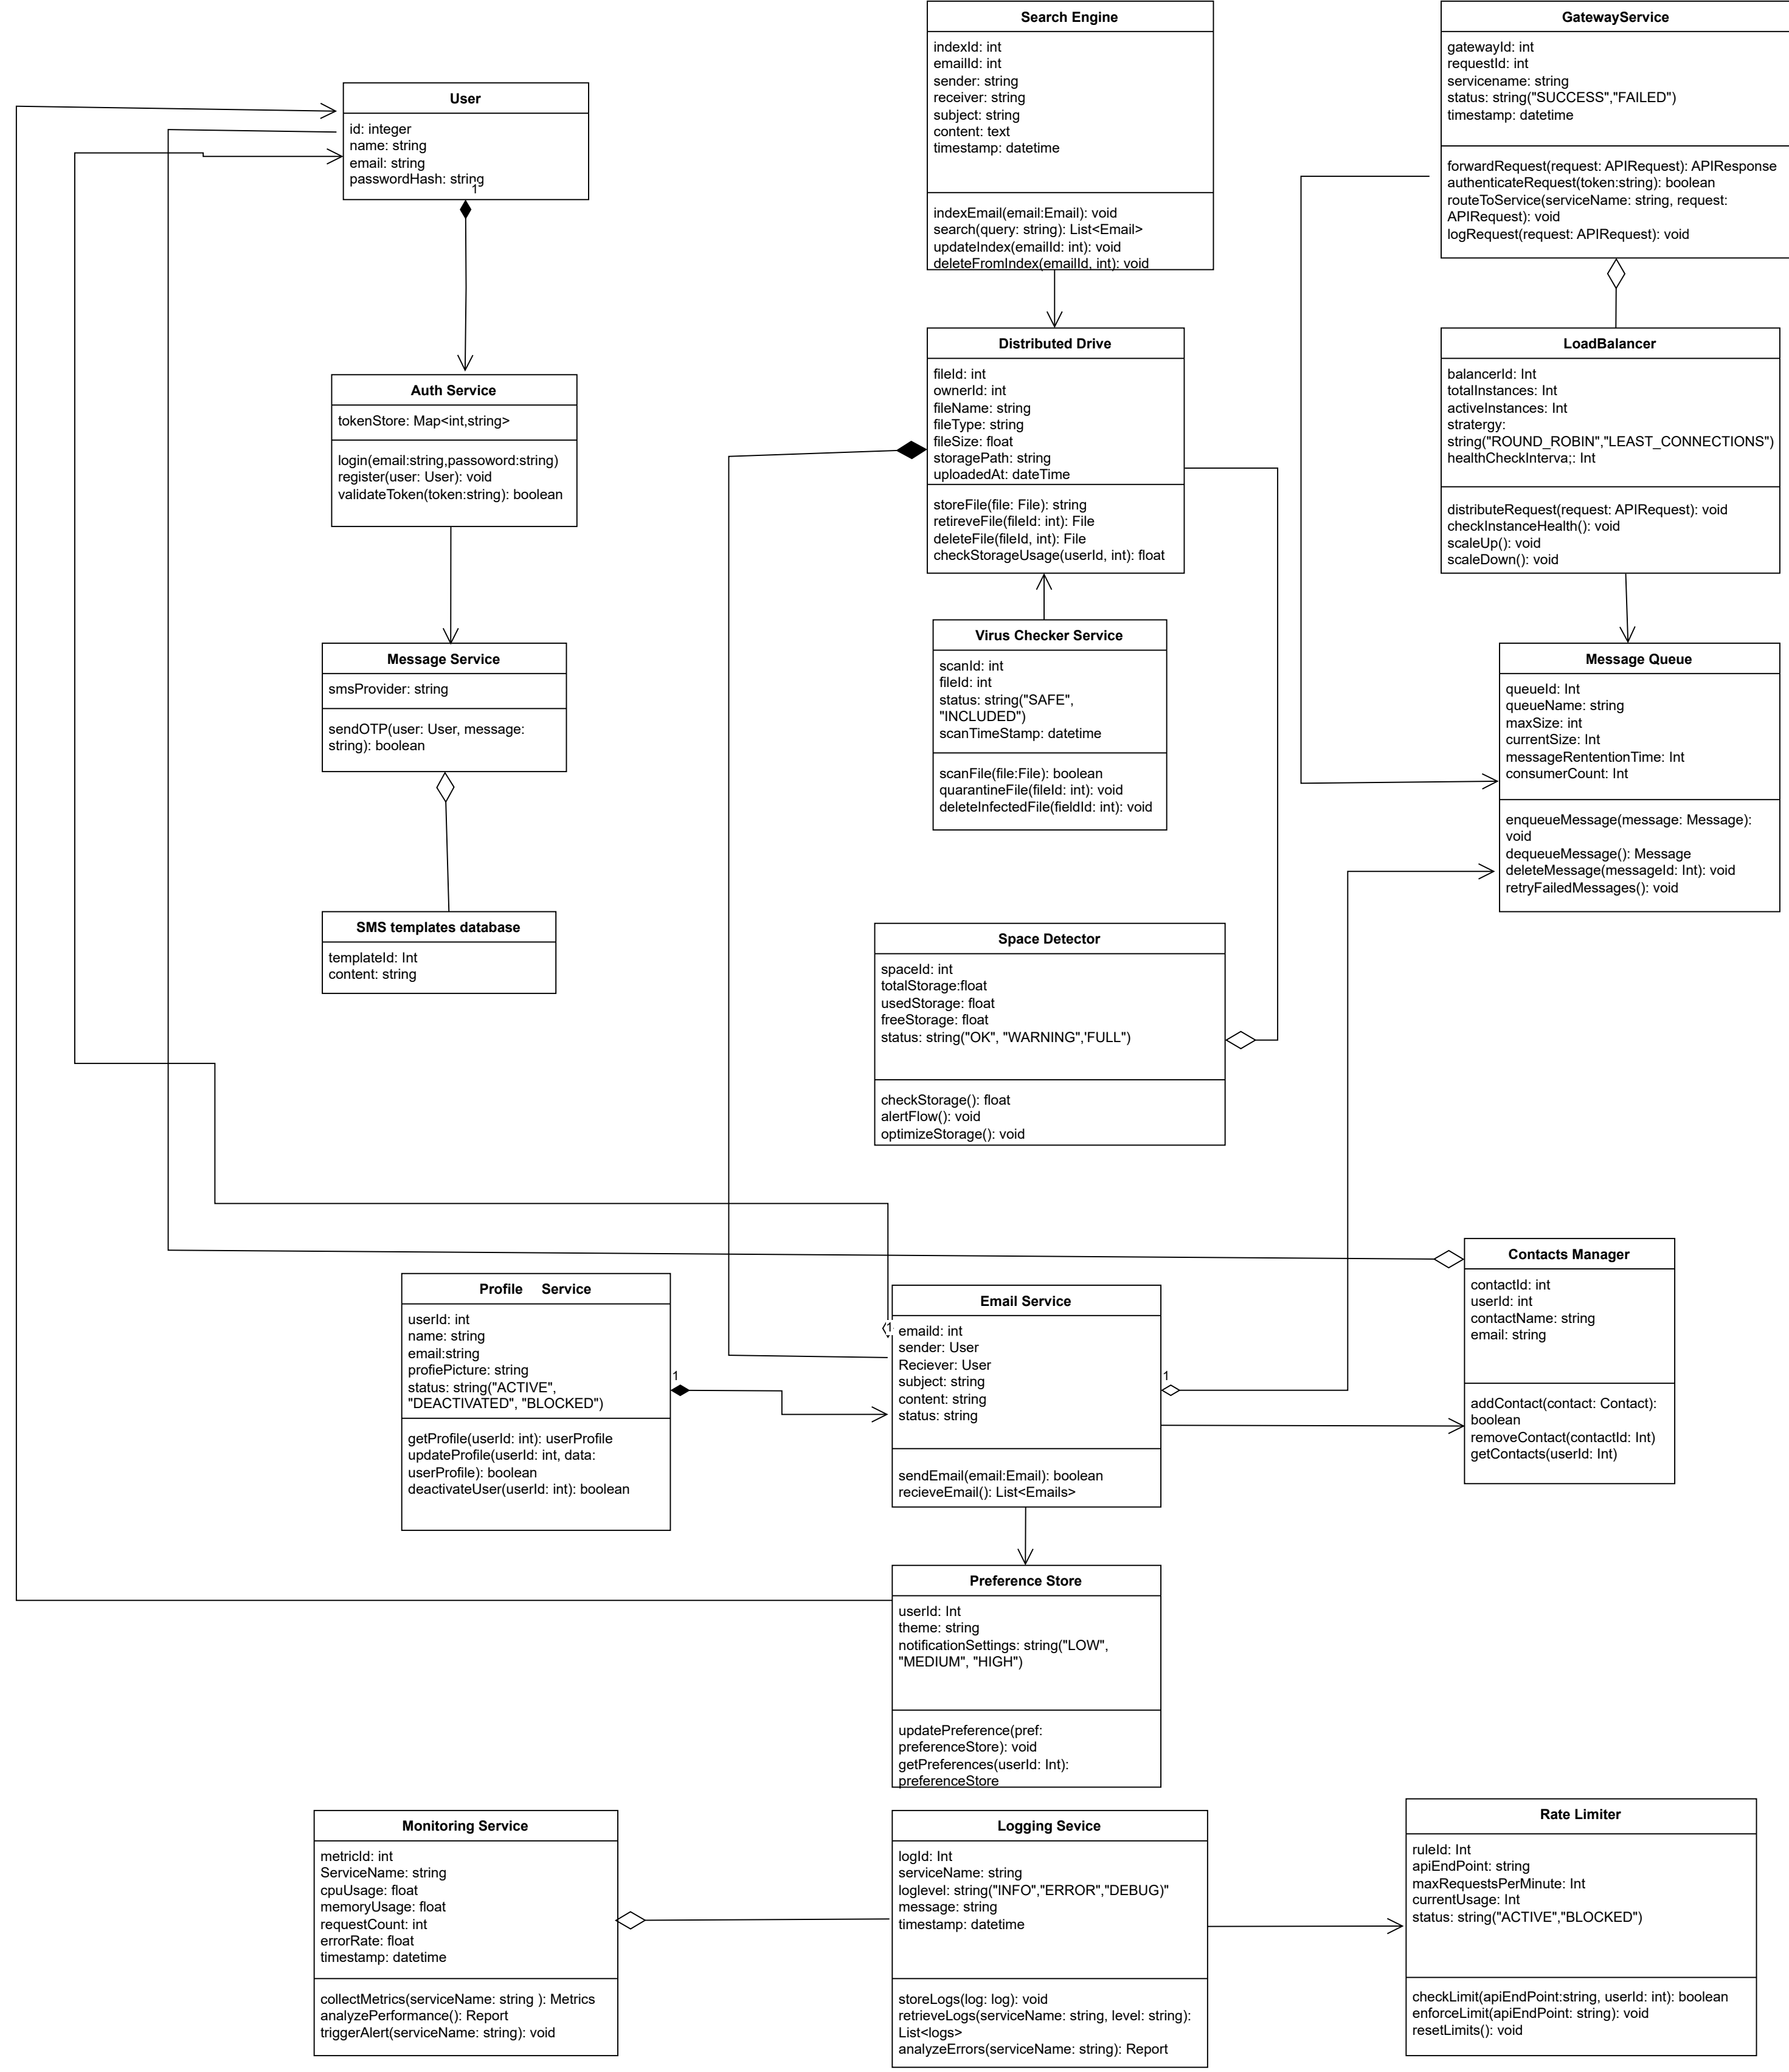 Search Engine
indexId: int
emailId: int
sender: string
receiver: string
subject: string
content: text
timestamp: datetime
indexEmail(email:Email): void
search(query: string): List<Email>
updateIndex(emailId: int): void
deleteFromIndex(emailId, int): void
GatewayService
gatewayId: int
requestId: int
servicename: string
status: string("SUCCESS","FAILED")
timestamp: datetime
forwardRequest(request: APIRequest): APIResponse
authenticateRequest(token:string): boolean
routeToService(serviceName: string, request:
APIRequest): void
logRequest(request: APIRequest): void
User
id: integer
name: string
email: string
passwordHash: string
1
Auth Service
tokenStore: Map<int,string>
login(email:string,passoword:string)
register(user: User): void
validateToken(token:string): boolean
Distributed Drive
fileId: int
ownerId: int
fileName: string
fileType: string
fileSize: float
storagePath: string
uploadedAt: dateTime
storeFile(file: File): string
retireveFile(fileId: int): File
deleteFile(fileId, int): File
checkStorageUsage(userId, int): float
LoadBalancer
balancerId: Int
totalInstances: Int
activeInstances: Int
stratergy:
string("ROUND_ROBIN","LEAST_CONNECTIONS")
healthCheckInterva;: Int
distributeRequest(request: APIRequest): void
checkInstanceHealth(): void
scaleUp(): void
scaleDown(): void
Message Service
smsProvider: string
sendOTP(user: User, message:
string): boolean
Virus Checker Service
scanId: int
fileId: int
status: string("SAFE",
"INCLUDED")
scanTimeStamp: datetime
scanFile(file:File): boolean
quarantineFile(fileId: int): void
deleteInfectedFile(fieldId: int): void
Message Queue
queueId: Int
queueName: string
maxSize: int
currentSize: Int
messageRententionTime: Int
consumerCount: Int
enqueueMessage(message: Message):
void
dequeueMessage(): Message
deleteMessage(messageId: Int): void
retryFailedMessages(): void
SMS templates database
templateId: Int
content: string
Space Detector
spaceId: int
totalStorage:float
usedStorage: float
freeStorage: float
status: string("OK", "WARNING",'FULL")
checkStorage(): float
alertFlow(): void
optimizeStorage(): void
Profile Service
userId: int
name: string
email:string
profiePicture: string
status: string("ACTIVE",
"DEACTIVATED", "BLOCKED")
getProfile(userId: int): userProfile
updateProfile(userId: int, data:
userProfile): boolean
deactivateUser(userId: int): boolean
1
Email Service
1
emaild: int
sender: User
Reciever: User
subject: string
content: string
status: string
sendEmail(email:Email): boolean
recieveEmail(): List<Emails>
1
Contacts Manager
contactId: int
userId: int
contactName: string
email: string
addContact(contact: Contact):
boolean
removeContact(contactId: Int)
getContacts(userId: Int)
Preference Store
userId: Int
theme: string
notificationSettings: string("LOW",
"MEDIUM", "HIGH")
updatePreference(pref:
preferenceStore): void
getPreferences(userId: Int):
preferenceStore
Monitoring Service
metricId: int
ServiceName: string
cpuUsage: float
memoryUsage: float
requestCount: int
errorRate: float
timestamp: datetime
collectMetrics(serviceName: string ): Metrics
analyzePerformance(): Report
triggerAlert(serviceName: string): void
Logging Sevice
logId: Int
serviceName: string
loglevel: string("INFO","ERROR","DEBUG)"
message: string
timestamp: datetime
storeLogs(log: log): void
retrieveLogs(serviceName: string, level: string):
List<logs>
analyzeErrors(serviceName: string): Report
Rate Limiter
ruleId: Int
apiEndPoint: string
maxRequestsPerMinute: Int
currentUsage: Int
status: string("ACTIVE","BLOCKED")
checkLimit(apiEndPoint:string, userId: int): boolean
enforceLimit(apiEndPoint: string): void
resetLimits(): void